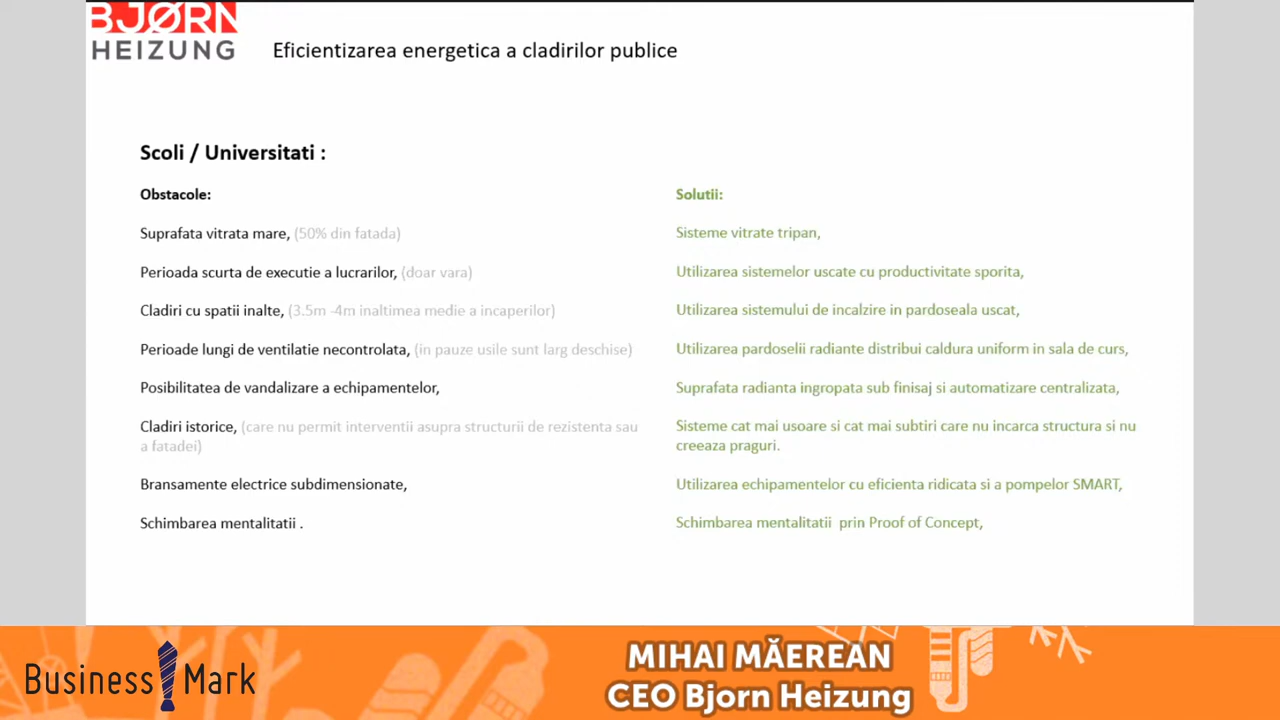 BJØRN
HEIZUNG
Eficientizarea energetica a cladirilor publice
Scoli / Universitati :
Obstacole:
Solutii:
Suprafata vitrata mare, (50% din fatada)
Sisteme vitrate tripan,
Perioada scurta de executie a lucrarilor, (doar vara)
Utilizarea sistemelor uscate cu productivitate sporita,
Cladiri cu spatii inalte, (3.5m -4m inaltimea medie a incaperilor)
Utilizarea sistemului de incalzire in pardoseala uscat,
Perioade lungi de ventilatie necontrolata, (in pauze usile sunt larg deschise)
Utilizarea pardoselii radiante distribui caldura uniform in sala de curs,
Posibilitatea de vandalizare a echipamentelor,
Suprafata radianta ingropata sub finisaj si automatizare centralizata,
Cladiri istorice, (care nu permit interventii asupra structurii de rezistenta sau
a fatadei)
Sisteme cat mai usoare si cat mai subtiri care nu incarca structura si nu
creeaza praguri.
Bransamente electrice subdimensionate,
Utilizarea echipamentelor cu eficienta ridicata si a pompelor SMART,
Schimbarea mentalitatii .
Schimbarea mentalitatii  prin Proof of Concept,
Business Mark
MIHAI MĂEREAN
CEO Bjorn Heizung